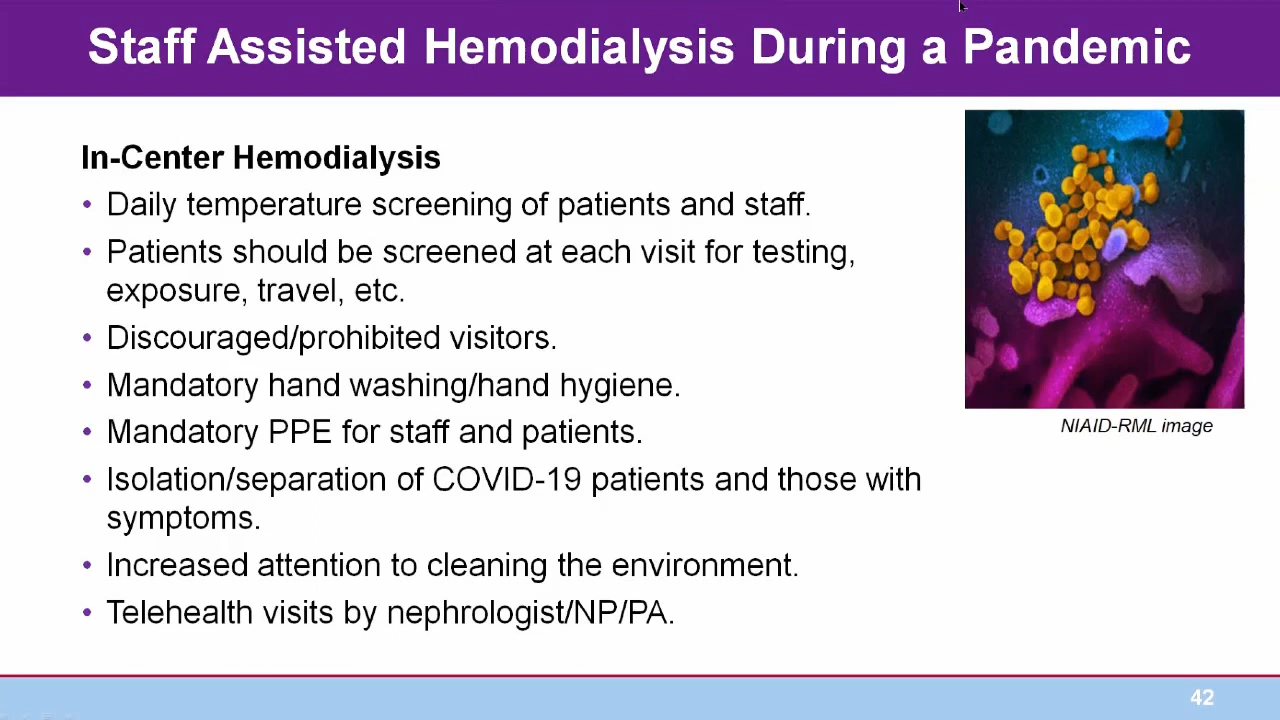 Staff Assisted Hemodialysis During a Pandemic
In-Center Hemodialysis
• Daily temperature screening of patients and staff.
• Patients should be screened at each visit for testing,
exposure, travel, etc.
• Discouraged/prohibited visitors.
• Mandatory hand washing/hand hygiene.
• Mandatory PPE for staff and patients.
• Isolation/separation of COVID-19 patients and those with
symptoms.
• Increased attention to cleaning the environment.
• Telehealth visits by nephrologist/NP/PA.
NIAID-RML image
42